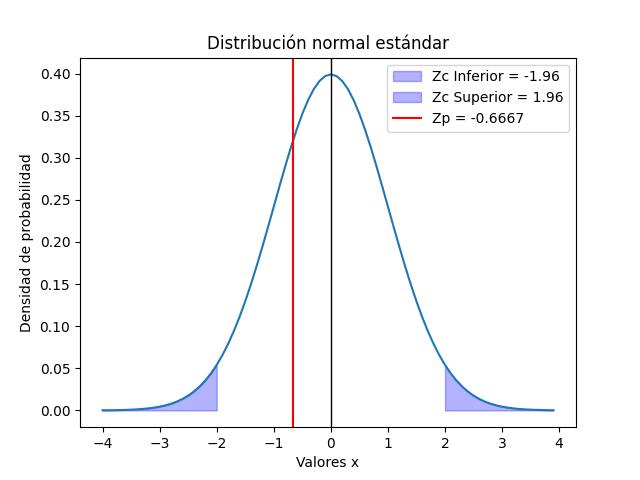 Distribución normal estándar
Zc Inferior = -1.96
Zc Superior = 1.96
Zp = -0.6667
0.40
0.35
0.30
0.25
0.20
0.15
0.10
0.05
0.00
Densidad de probabilidad
−4 −3 −2 −1 0 1 2 3 4
Valores x